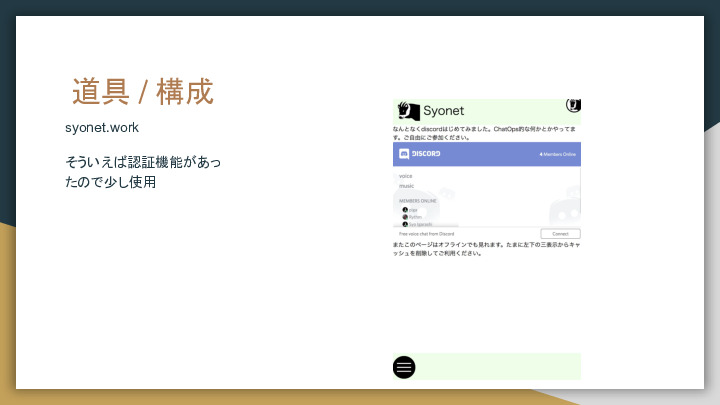 道具 / 構成
syonet.work
そういえば認証機能があっ
たので少し使用
Syonet
なんとなくdiscordはじめてみました。ChatOps的な何かとかやってま
す。ご自由にご参加ください。
DISCORD
Members Online
voice
music
MEMBERS ONLINE
Free voice chat from Discord
Connect
またこのページはオフラインでも見れます。たまに左下の三表示からキャ
ッシュを削除してご利用ください。